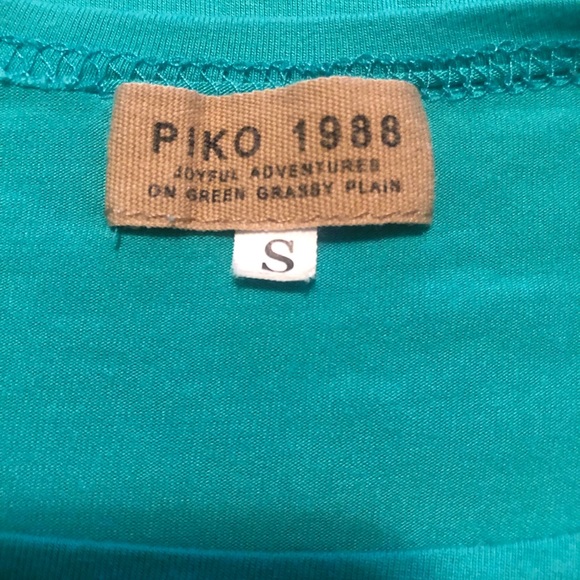 PIKO 1988
JOYFUL ADVENTURES
ON GREEN GRASSY PLAIN
S